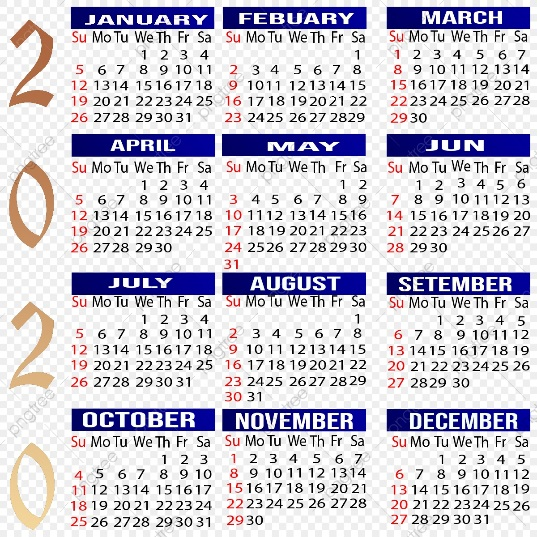 2020
JANUARY
Su Mo Tu We Th Fr Sa
1 2 3 4
5 6 7 8 9 10 11
12 13 14 15 16 17 18
19 20 21 22 23 24 25
26 27 28 29 30 31
FEBUARY
Su Mo Tu We Th Fr Sa
1
2 3 4 5 6 7 8
9 10 11 12 13 14 15
16 17 18 19 20 21 22
23 24 25 26 27 28 29
MARCH
Su Mo Tu We Th Fr Sa
1 2 3 4 5 6 7
8 9 10 11 12 13 14
15 16 17 18 19 20 21
22 23 24 25 26 27 28
29 30
APRIL
Su Mo Tu We Th Fr Sa
1 2 3 4
5 6 7 8 9 10 11
12 13 14 15 16 17 18
19 20 21 22 23 24 25
26 27 28 29 30
MAY
Su Mo Tu We Th Fr Sa
1 2
3 4 5 6 7 8 9
10 11 12 13 14 15 16
17 18 19 20 21 22 23
24 25 26 27 28 29 30
31
JUN
Su Mo Tu We Th Fr Sa
1 2 3 4 5 6
7 8 9 10 11 12 13
14 15 16 17 18 19 20
21 22 23 24 25 26 27
28 29 30
JULY
Su Mo Tu We Th Fr Sa
1 2 3 4
5 6 7 8 9 10 11
12 13 14 15 16 17 18
19 20 21 22 23 24 25
26 27 28 29 30 31
AUGUST
Su Mo Tu We Th Fr Sa
1
2 3 4 5 6 7 8
9 10 11 12 13 14 15
16 17 18 19 20 21 22
23 24 25 26 27 28 29
30 31
SETEMBER
Su Mo Tu We Th Fr Sa
1 2 3 4 5
6 7 8 9 10 11 12
13 14 15 16 17 18 19
20 21 22 23 24 25 26
27 28 29 30
OCTOBER
Su Mo Tu We Th Fr Sa
1 2 3
4 5 6 7 8 9 10
11 12 13 14 15 16 17
18 19 20 21 22 23 24
25 26 27 28 29 30 31
NOVEMBER
Su Mo Tu We Th Fr Sa
1 2 3 4 5 6 7
8 9 10 11 12 13 14
15 16 17 18 19 20 21
22 23 24 25 26 27 28
29 30
DECEMBER
Su Mo Tu We Th Fr Sa
1 2 3 4 5
6 7 8 9 10 11 12
13 14 15 16 17 18 19
20 21 22 23 24 25 26
27 28 29 30 31
pngtree